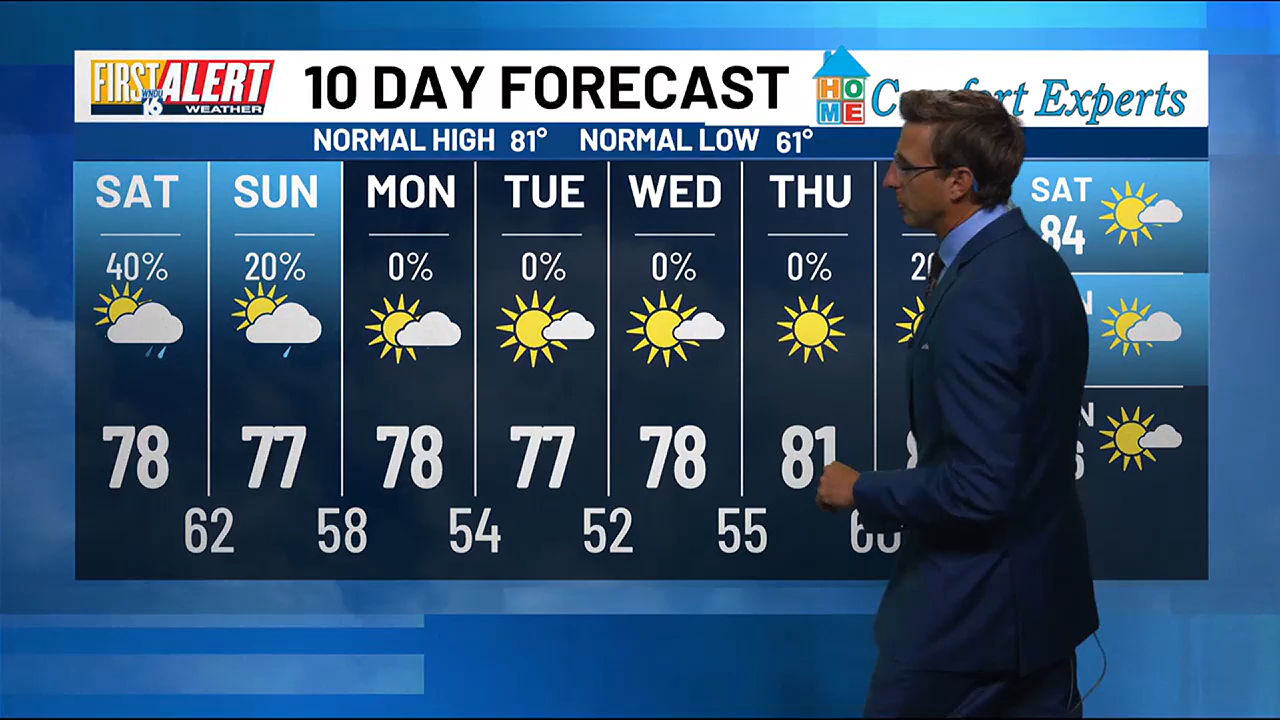 FIRST ALERT
WNDU
16
WEATHER
10 DAY FORECAST
HOME
NORMAL HIGH 81° NORMAL LOW 61°
SAT SUN MON TUE WED THU
40% 20% 0% 0% 0% 0%
78 77 78 77 78 81
62 58 54 52 55
Experts
SAT
84